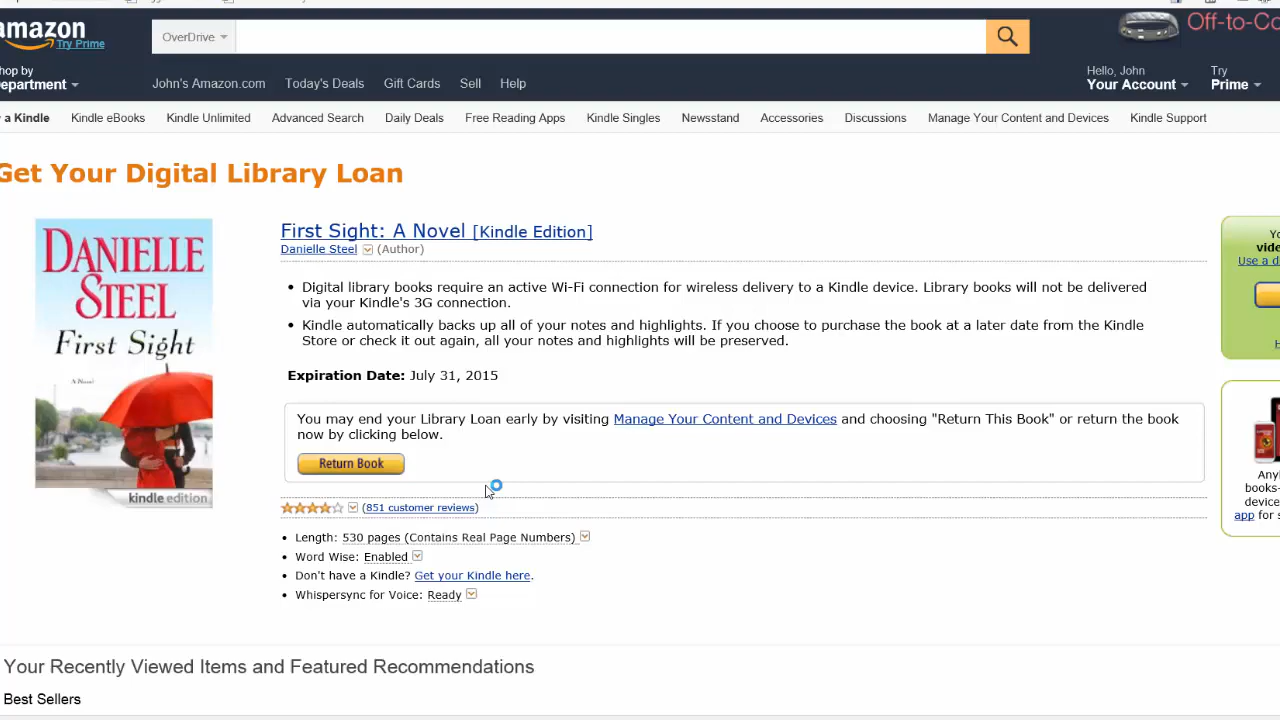 amazon
Try Prime
OverDrive
Off-to-Co
hop by
Department
John's Amazon.com Today's Deals Gift Cards Sell Help
Hello, John
Your Account
Try
Prime
a Kindle Kindle eBooks Kindle Unlimited Advanced Search Daily Deals Free Reading Apps Kindle Singles Newsstand Accessories Discussions Manage Your Content and Devices Kindle Support
Get Your Digital Library Loan
DANIELLE
STEEL
First Sight
A Novel
kindle edition
First Sight: A Novel [Kindle Edition]
Danielle Steel (Author)
• Digital library books require an active Wi-Fi connection for wireless delivery to a Kindle device. Library books will not be delivered
via your Kindle's 3G connection.
• Kindle automatically backs up all of your notes and highlights. If you choose to purchase the book at a later date from the Kindle
Store or check it out again, all your notes and highlights will be preserved.
Expiration Date: July 31, 2015
You may end your Library Loan early by visiting Manage Your Content and Devices and choosing "Return This Book" or return the book
now by clicking below.
Return Book
(851 customer reviews)
• Length: 530 pages (Contains Real Page Numbers)
• Word Wise: Enabled
• Don't have a Kindle? Get your Kindle here.
• Whispersync for Voice: Ready
Yo
vide
Use a d
H
Anyl
books-
devic
app for s
Your Recently Viewed Items and Featured Recommendations
Best Sellers